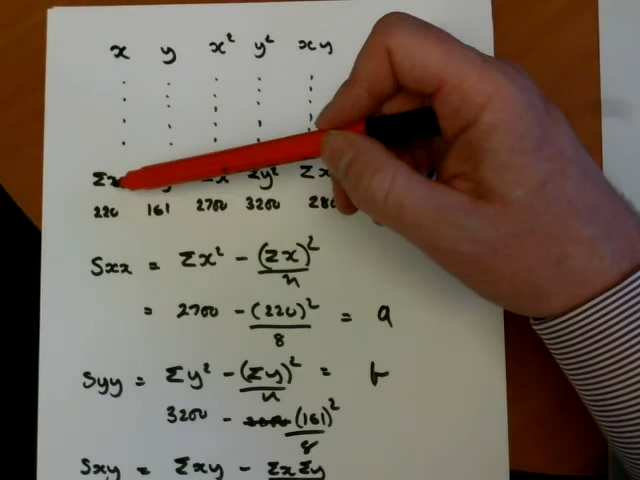 x y x² y² xy
Σx Σy²
220 161 2700 3200
Sxx = Σx² - (Σx)²/n
= 2700 - (220)²/8 = a
Syy = Σy² - (Σy)²/n = b
3200 - (161)²/8
Sxy = Σxy - ΣxΣy